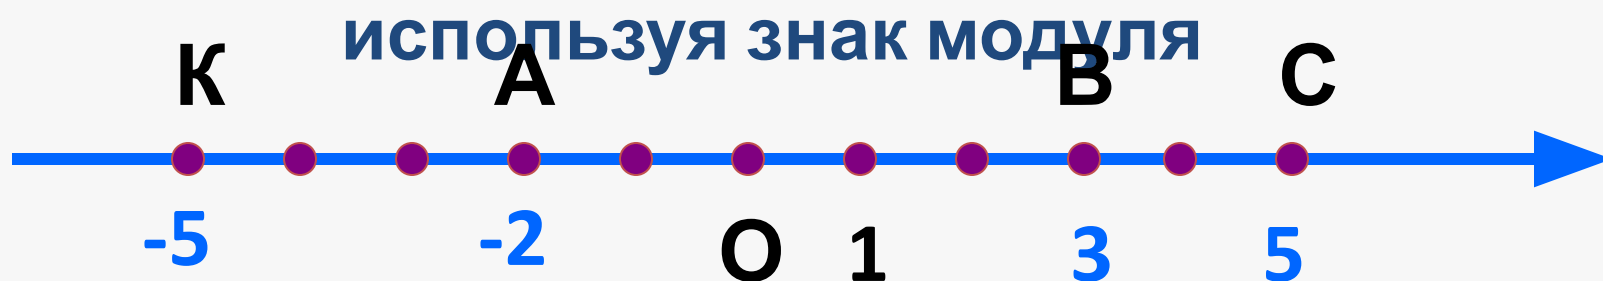 используя знак модуля
К А В С
-5 -2 О 1 3 5